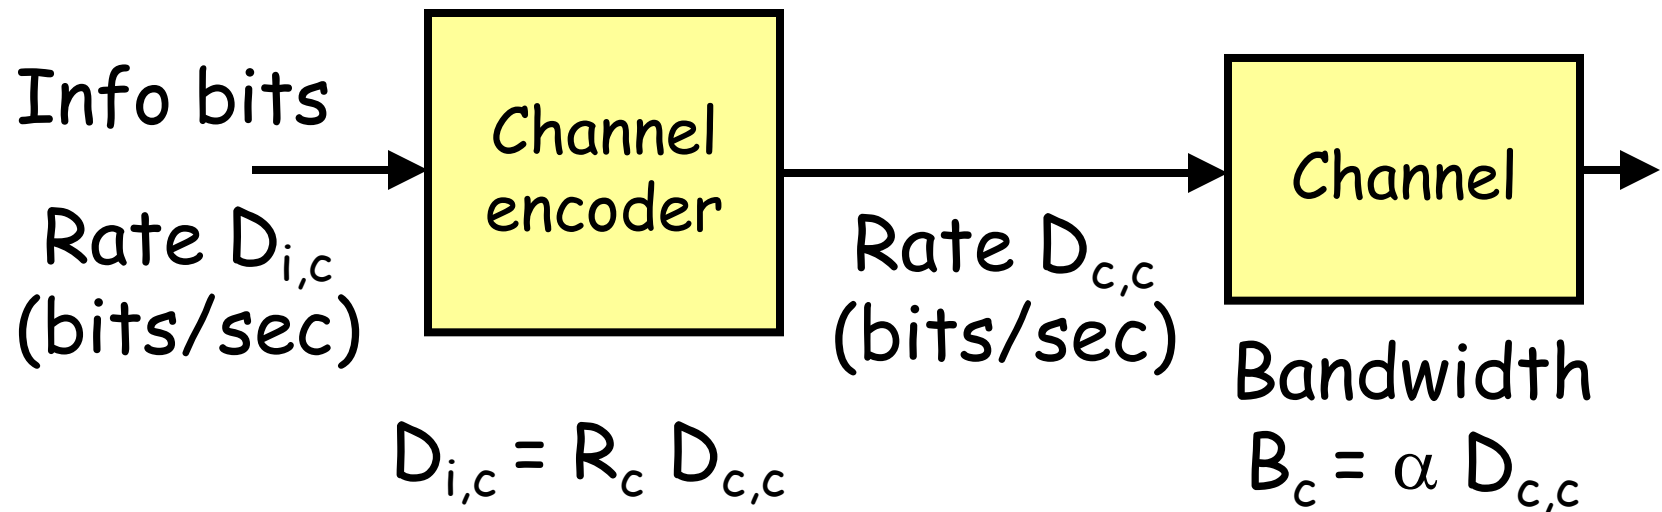 Info bits
Rate D_{i,c}
(bits/sec)
Channel
encoder
Rate D_{c,c}
(bits/sec)
Channel
Bandwidth
D_{i,c} = R_c D_{c,c}
B_c = α D_{c,c}